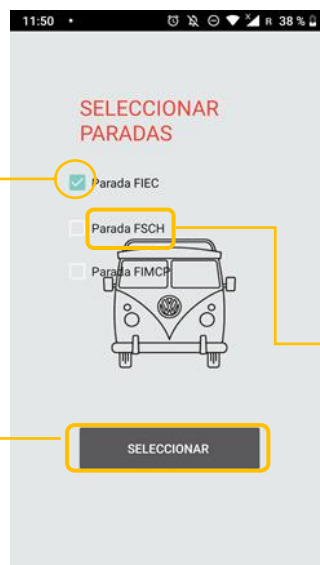 11:50 R 38 %
SELECCIONAR
PARADAS
Parada FIEC
Parada FSCH
Parada FIMCP
SELECCIONAR